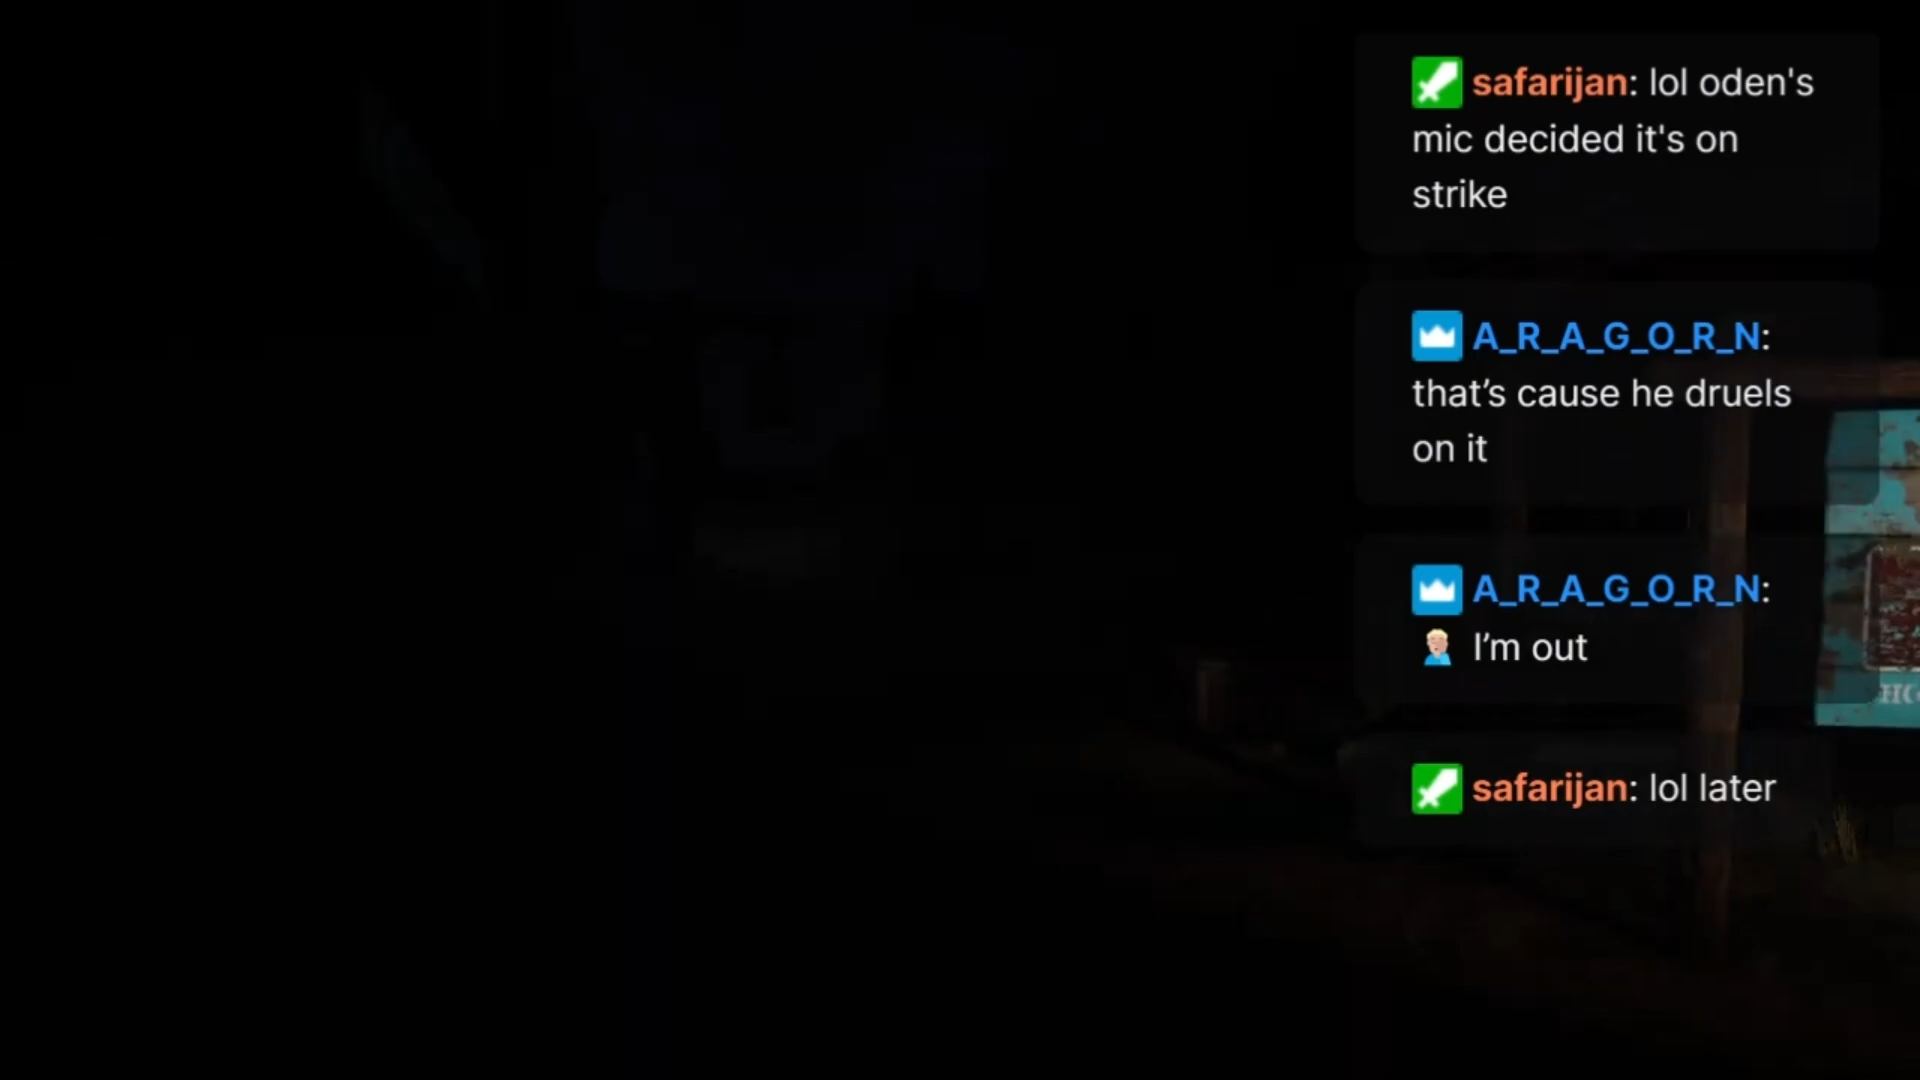 safarijan: lol oden's
mic decided it's on
strike
A_R_A_G_O_R_N:
that’s cause he druels
on it
A_R_A_G_O_R_N:
I’m out
safarijan: lol later